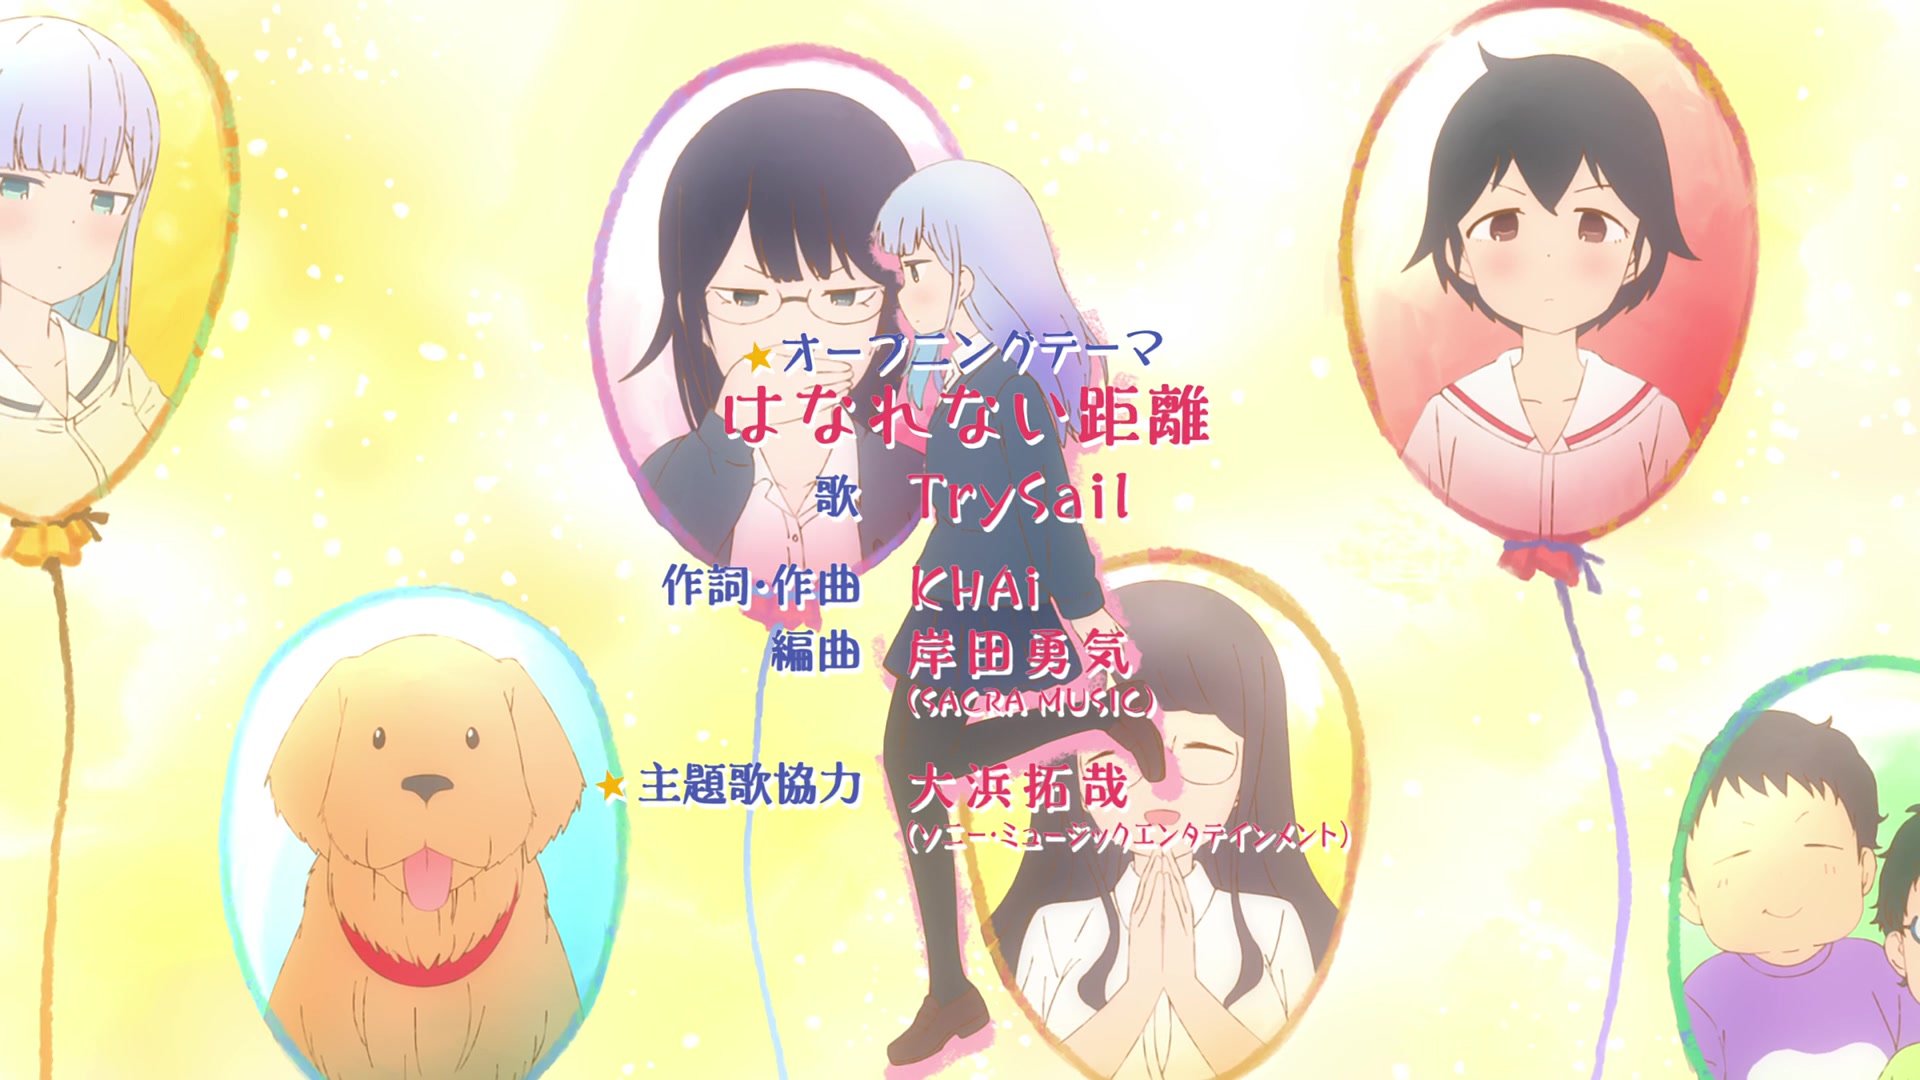 ★オープニングテーマ
はなれない距離
歌 TrySail
作詞・作曲 KHAi
編曲 岸田勇気
(SACRA MUSIC)
★主題歌協力 大浜拓哉
(ソニー・ミュージックエンタテインメント)